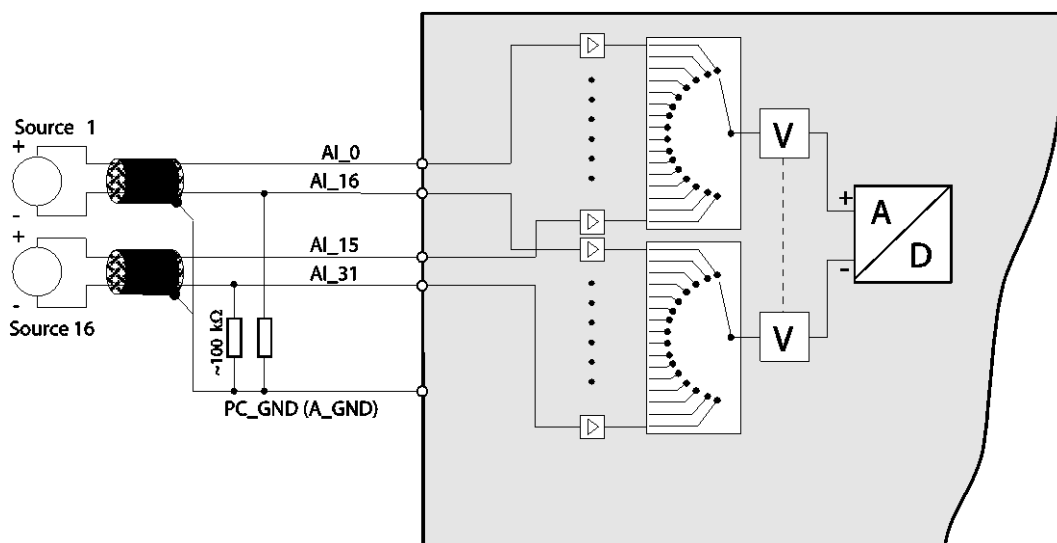 Source 1
+
-
AI_0
AI_16
+
-
Source 16
AI_15
AI_31
~100 kΩ
PC_GND (A_GND)
V
V
+
-
A
D